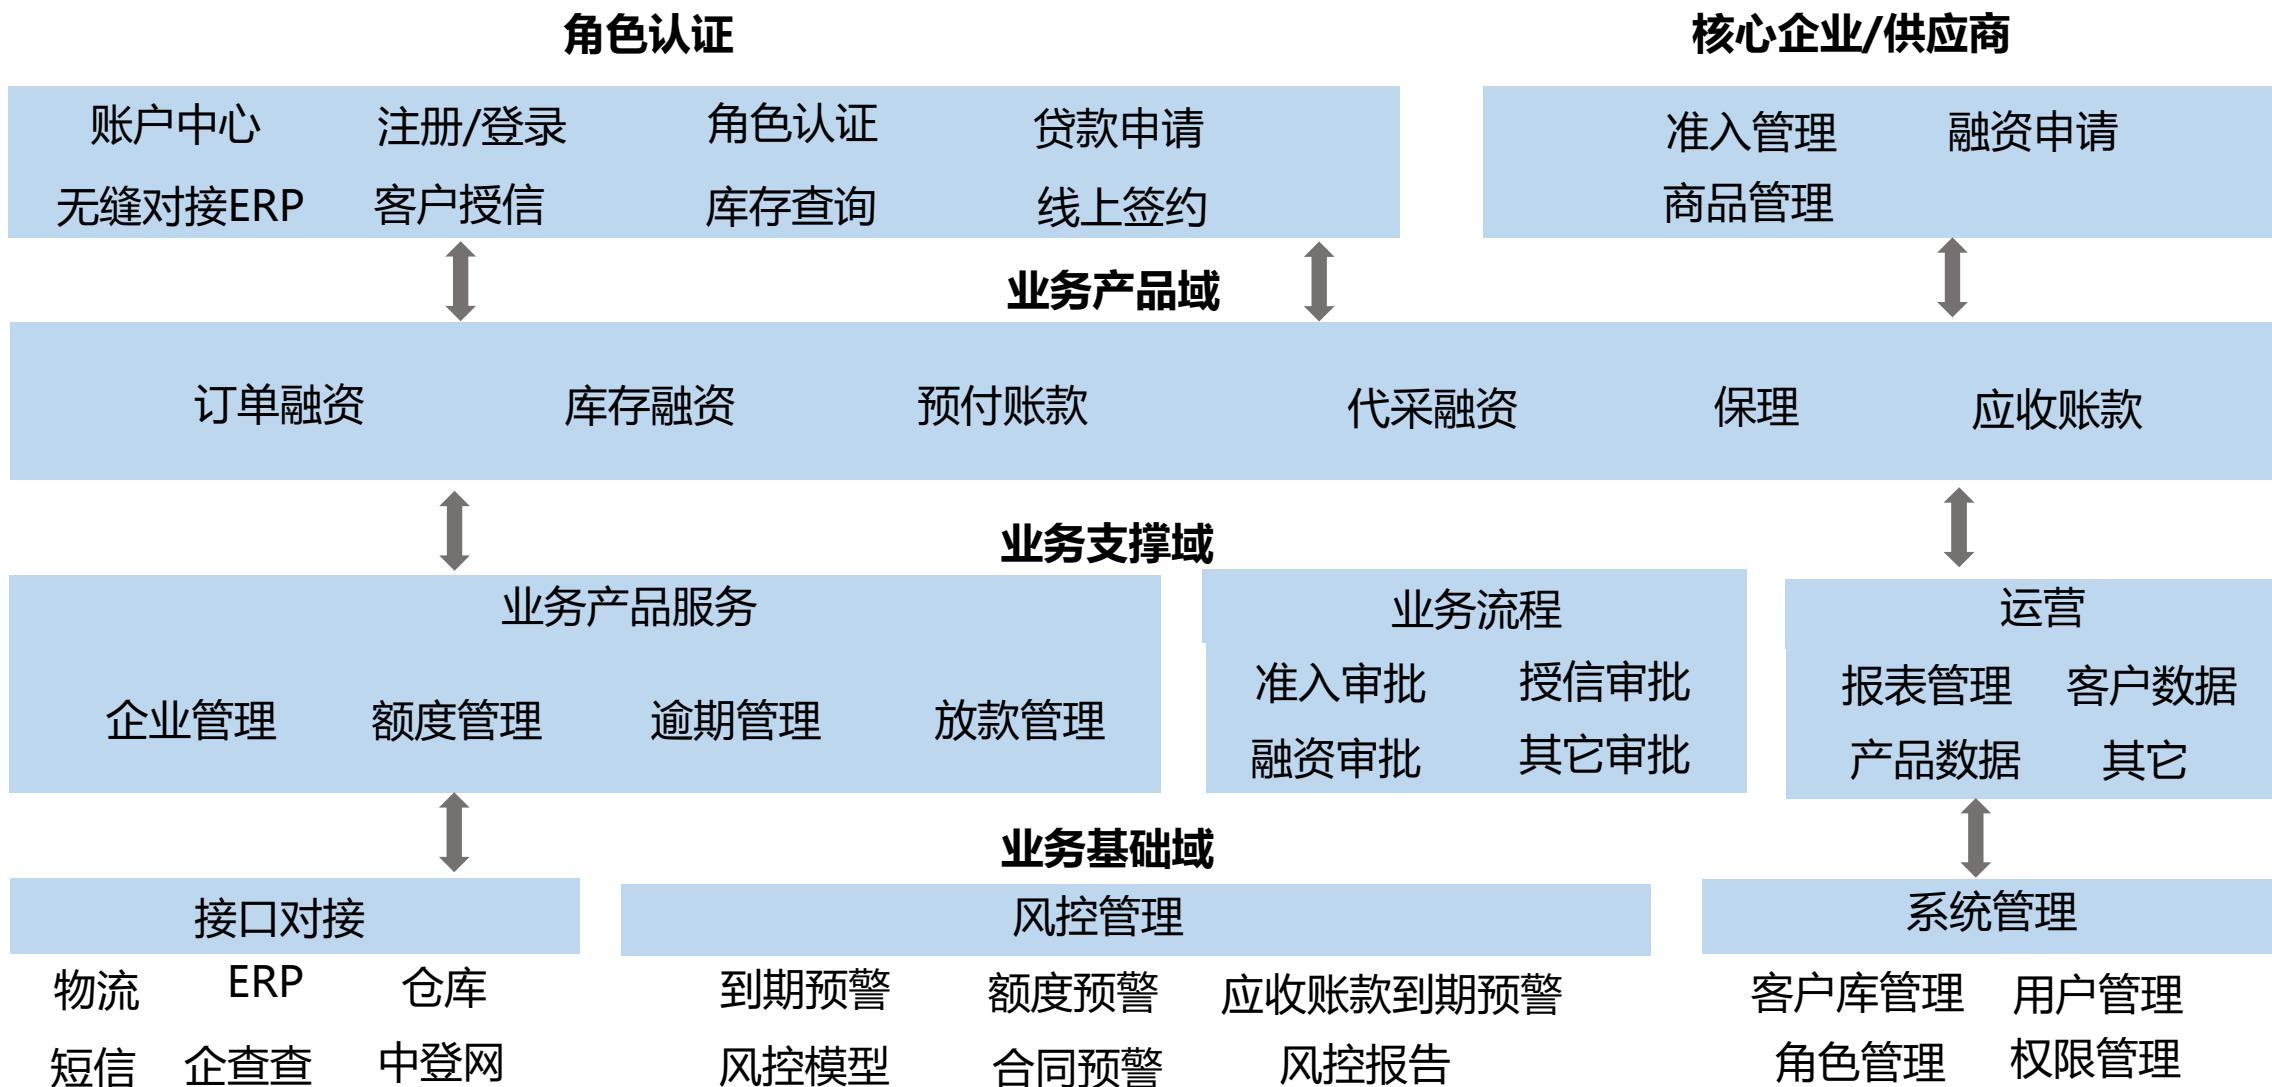 角色认证 核心企业/供应商
账户中心 注册/登录 角色认证 贷款申请 准入管理 融资申请
无缝对接ERP 客户授信 库存查询 线上签约 商品管理
业务产品域
订单融资 库存融资 预付账款 代采融资 保理 应收账款
业务支撑域
业务产品服务 业务流程 运营
企业管理 额度管理 逾期管理 放款管理
准入审批 授信审批
融资审批 其它审批
报表管理 客户数据
产品数据 其它
业务基础域
接口对接 风控管理 系统管理
物流 ERP 仓库 到期预警 额度预警 应收账款到期预警 客户库管理 用户管理
短信 企查查 中登网 风控模型 合同预警 风控报告 角色管理 权限管理